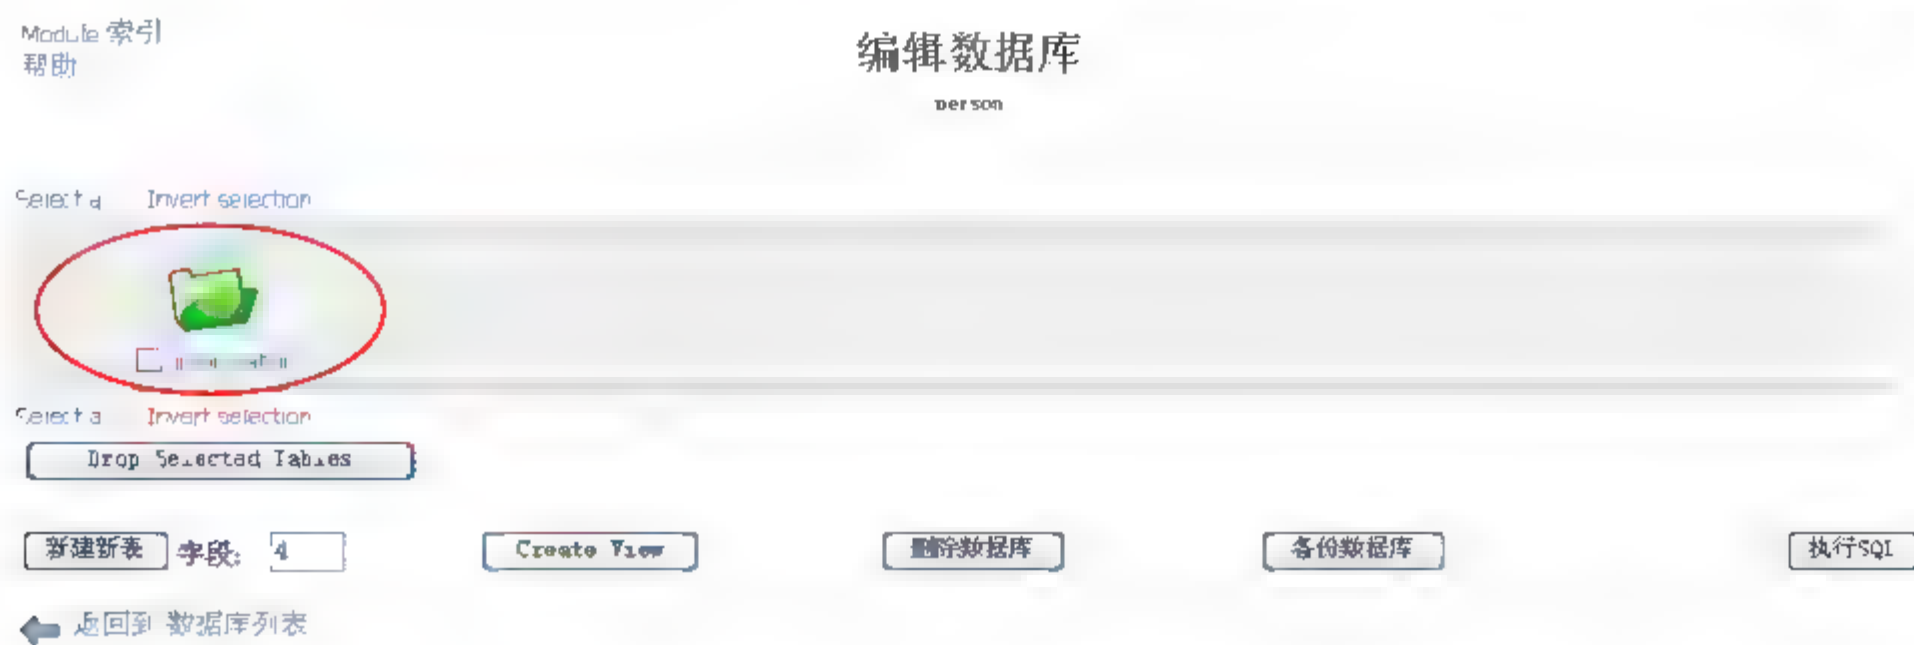 Module 索引
帮助
编辑数据库
person
Select a Invert selection
Select a Invert selection
Drop Selected Tables
新建新表 字段: 4 Create View 删除数据库 备份数据库 执行SQL
返回到 数据库列表